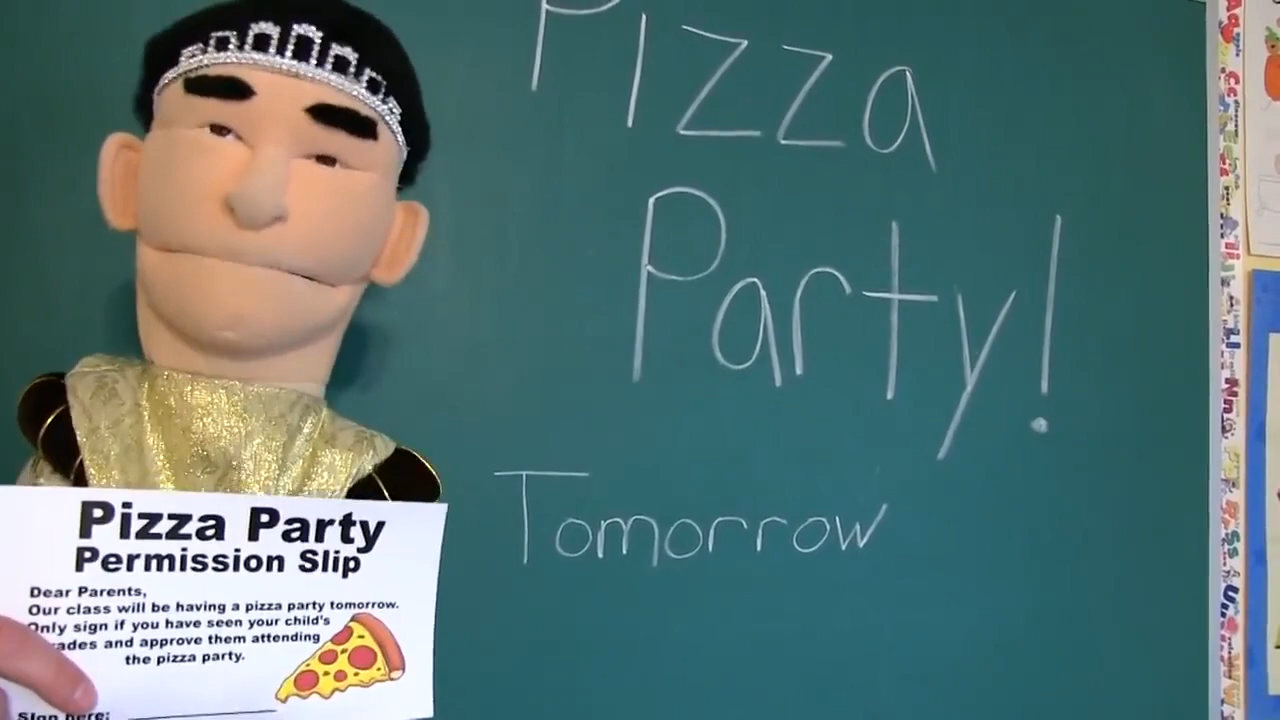 Pizza
Party!
Tomorrow
Pizza Party
Permission Slip
Dear Parents,
Our class will be having a pizza party tomorrow.
Only sign if you have seen your child's
ades and approve them attending
the pizza party.
Sign here: